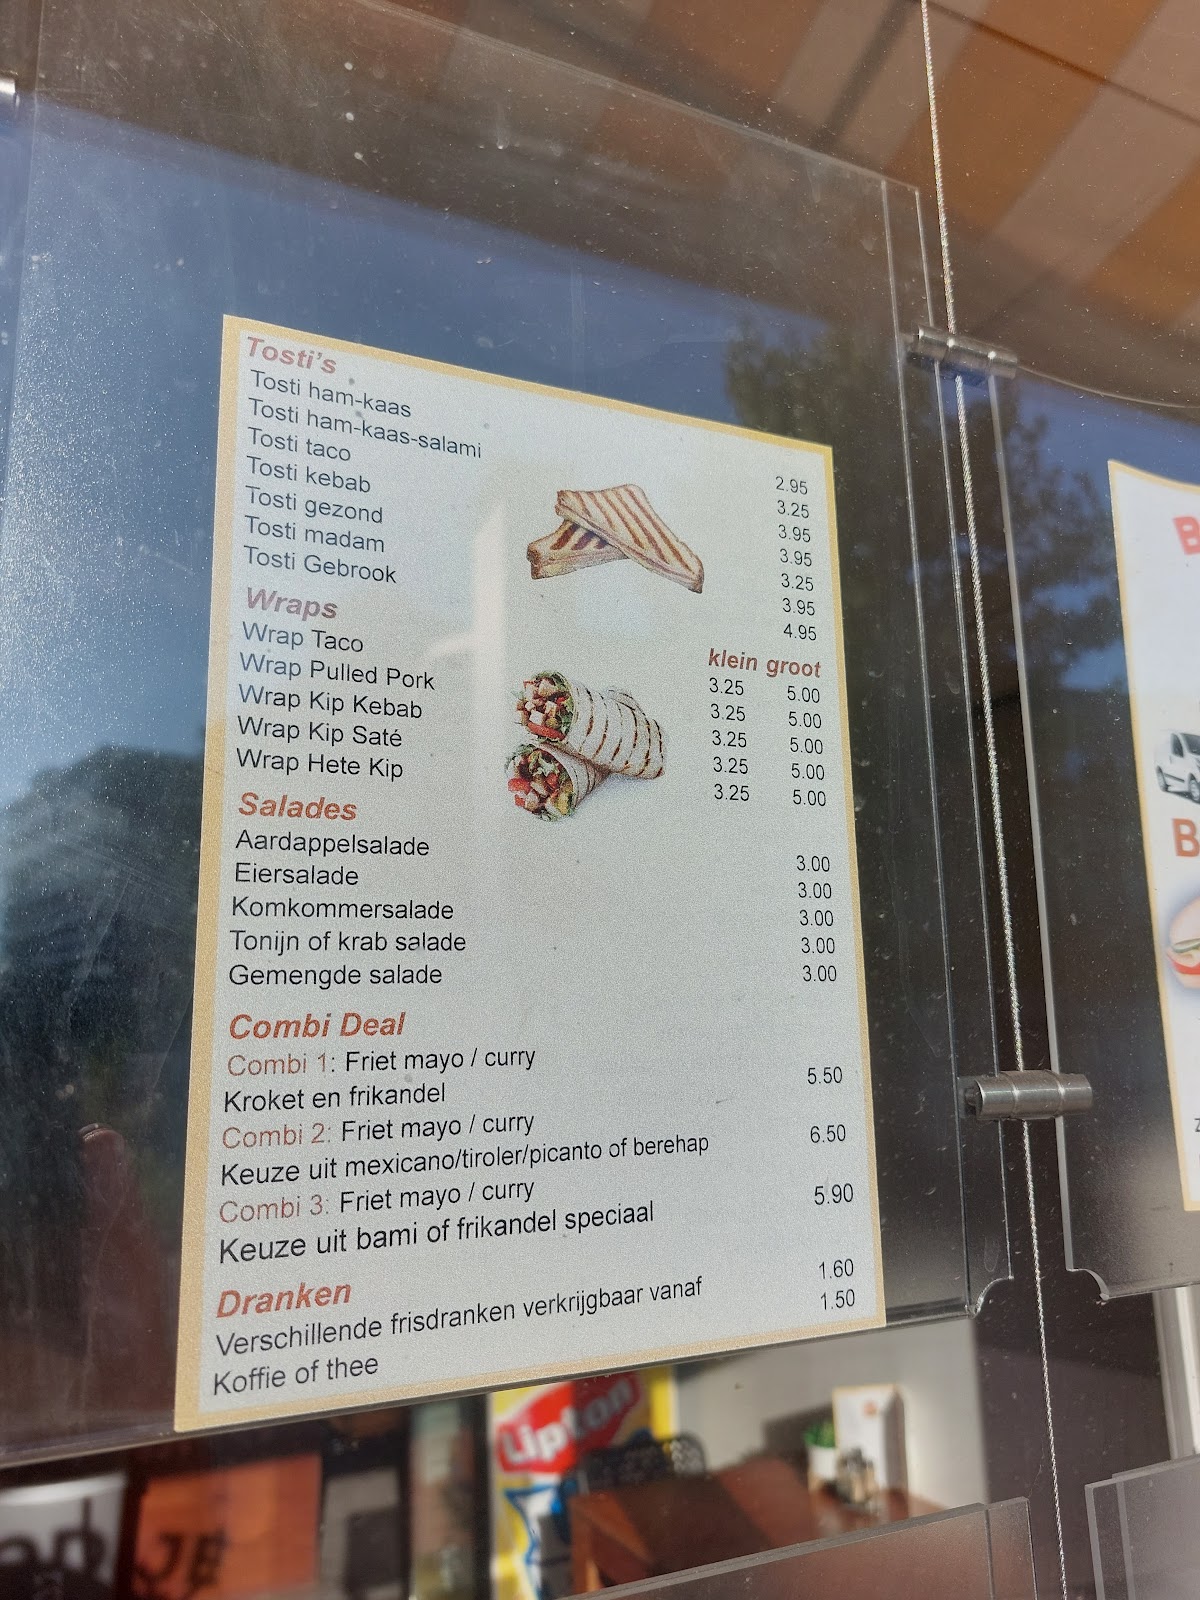 Tosti's
Tosti ham-kaas 2.95
Tosti ham-kaas-salami 3.25
Tosti taco 3.95
Tosti kebab 3.95
Tosti gezond 3.25
Tosti madam 3.95
Tosti Gebrook 4.95
Wraps klein groot
Wrap Taco 3.25 5.00
Wrap Pulled Pork 3.25 5.00
Wrap Kip Kebab 3.25 5.00
Wrap Kip Saté 3.25 5.00
Wrap Hete Kip 3.25 5.00
Salades
Aardappelsalade 3.00
Eiersalade 3.00
Komkommersalade 3.00
Tonijn of krab salade 3.00
Gemengde salade 3.00
Combi Deal
Combi 1: Friet mayo / curry
Kroket en frikandel 5.50
Combi 2: Friet mayo / curry
Keuze uit mexicano/tiroler/picanto of berehap 6.50
Combi 3: Friet mayo / curry
Keuze uit bami of frikandel speciaal 5.90
Dranken
Verschillende frisdranken verkrijgbaar vanaf 1.60
Koffie of thee 1.50
Lipton